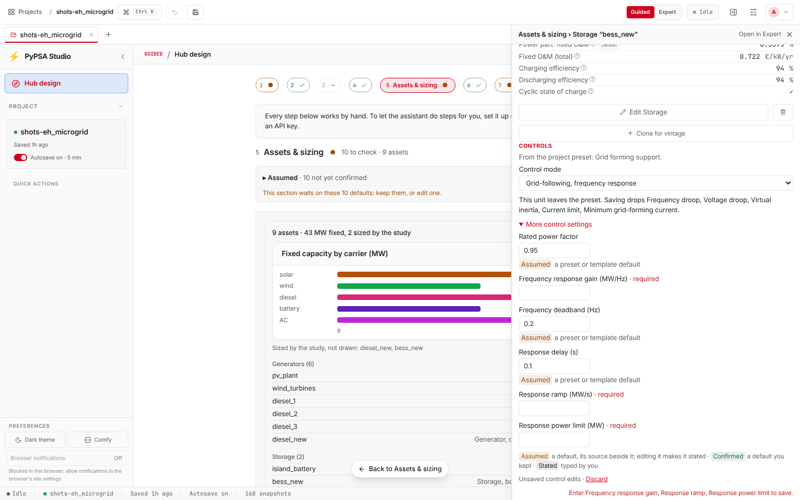 Projects / shots-eh_microgrid ⌘ Ctrl K
Guided Expert
Idle
A
shots-eh_microgrid
PyPSA Studio
Hub design
PROJECT
shots-eh_microgrid
Saved 1h ago
Autosave on · 5 min
QUICK ACTIONS
PREFERENCES
Dark theme
Comfy
Browser notifications Off
Blocked in this browser: allow notifications in the
browser's site settings
GUIDED / Hub design
1
2 ✓
3 –
4 ✓
5 Assets & sizing
6 ✓
7
Every step below works by hand. To let the assistant do steps for you, set it up
an API key.
5 Assets & sizing 10 to check · 9 assets
▸ Assumed · 10 not yet confirmed
This section waits on these 10 defaults: keep them, or edit one.
9 assets · 43 MW fixed, 2 sized by the study
Fixed capacity by carrier (MW)
solar
wind
diesel
battery
AC
0
Sized by the study, not drawn: diesel_new, bess_new
Generators (6)
pv_plant
wind_turbines
diesel_1
diesel_2
diesel_3
diesel_new Generator,
Storage (2)
island_battery
bess_new
← Back to Assets & sizing
Assets & sizing › Storage “bess_new”
Open in Expert ✕
Fixed O&M (total) ? 0.722 €/kW/yr
Charging efficiency ? 94 %
Discharging efficiency ? 94 %
Cyclic state of charge ? ✓
Edit Storage
+ Clone for vintage
CONTROLS
From the project preset: Grid forming support.
Control mode
Grid-following, frequency response
This unit leaves the preset. Saving drops Frequency droop, Voltage droop, Virtual
inertia, Current limit, Minimum grid-forming current.
▼ More control settings
Rated power factor
0.95
Assumed a preset or template default
Frequency response gain (MW/Hz) · required
Frequency deadband (Hz)
0.2
Assumed a preset or template default
Response delay (s)
0.1
Assumed a preset or template default
Response ramp (MW/s) · required
Response power limit (MW) · required
Assumed a default, its source beside it; editing it makes it stated · Confirmed a default you
kept · Stated typed by you
Unsaved control edits · Discard
Enter Frequency response gain, Response ramp, Response power limit to save.
Idle shots-eh_microgrid Saved 1h ago Autosave on 168 snapshots